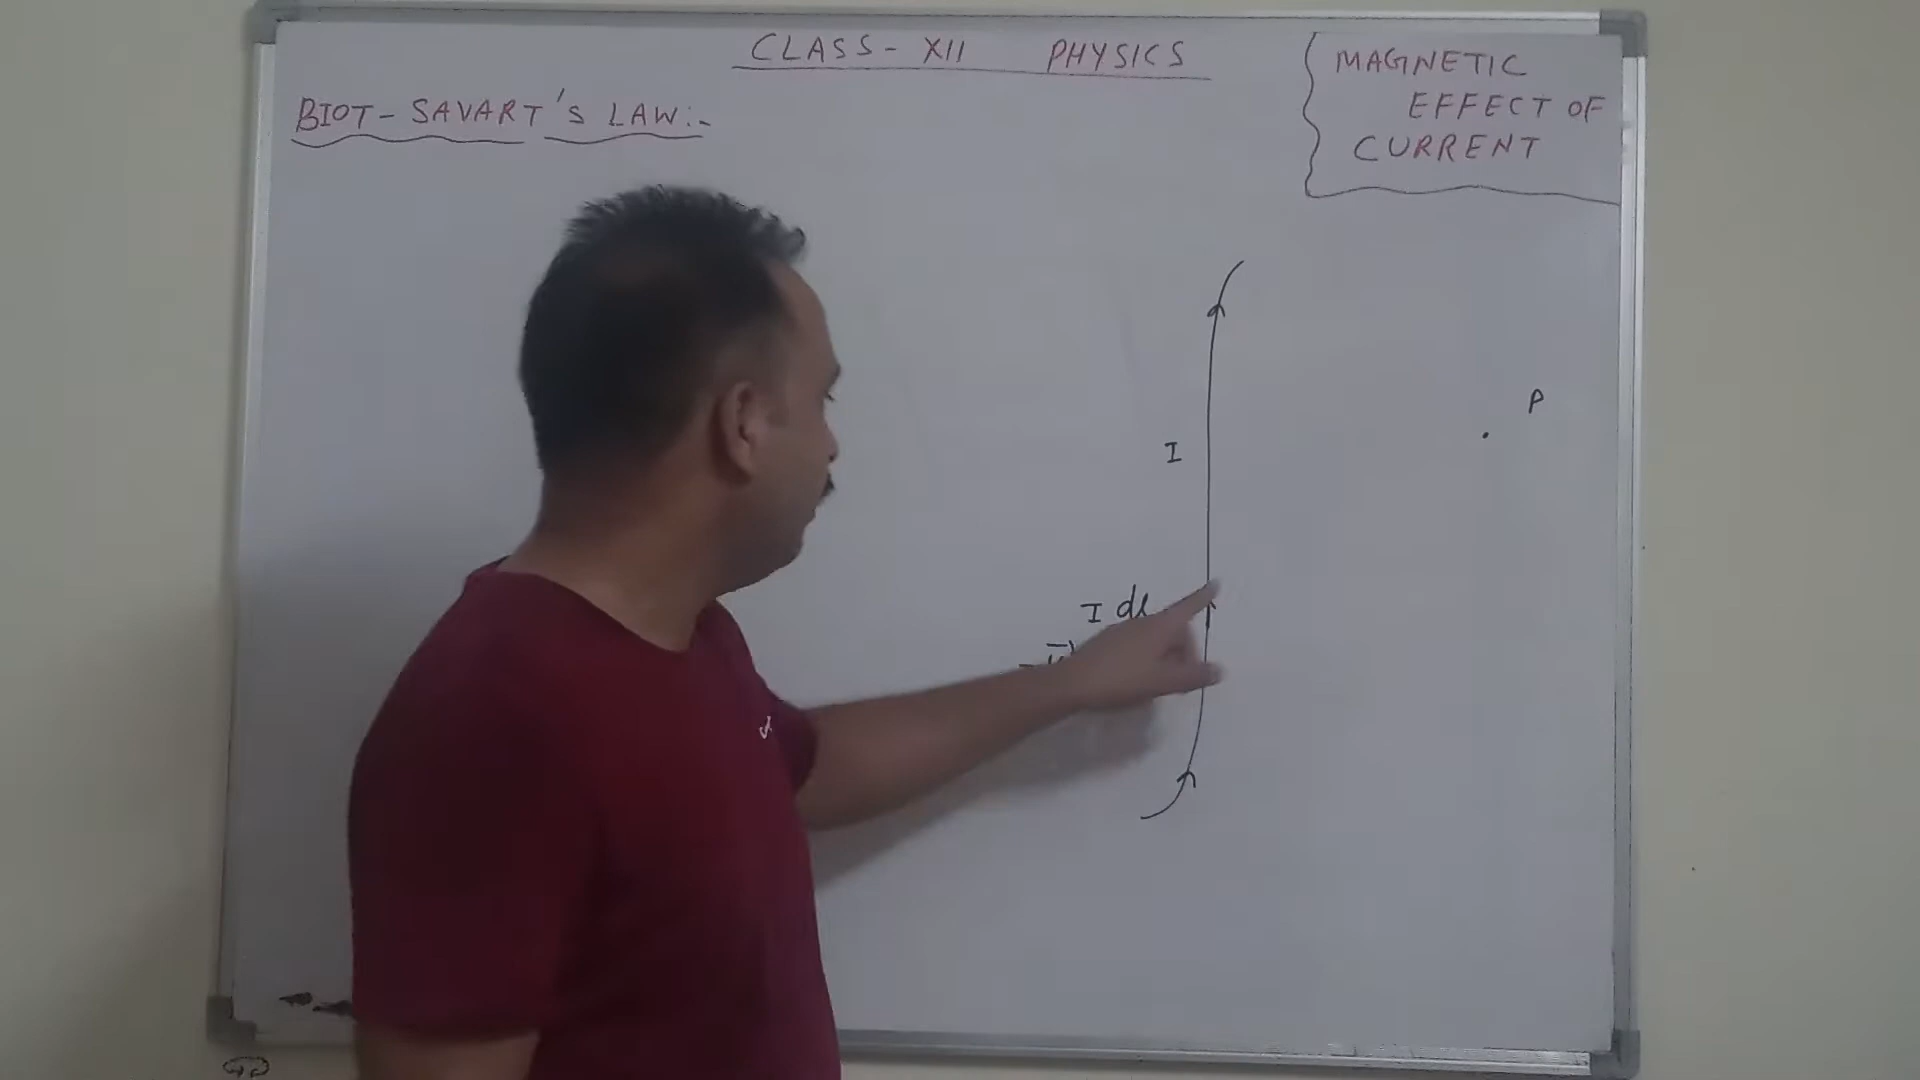 CLASS- XII PHYSICS
MAGNETIC
EFFECT OF
CURRENT
BIOT-SAVART'S LAW:-
P
I
I dl